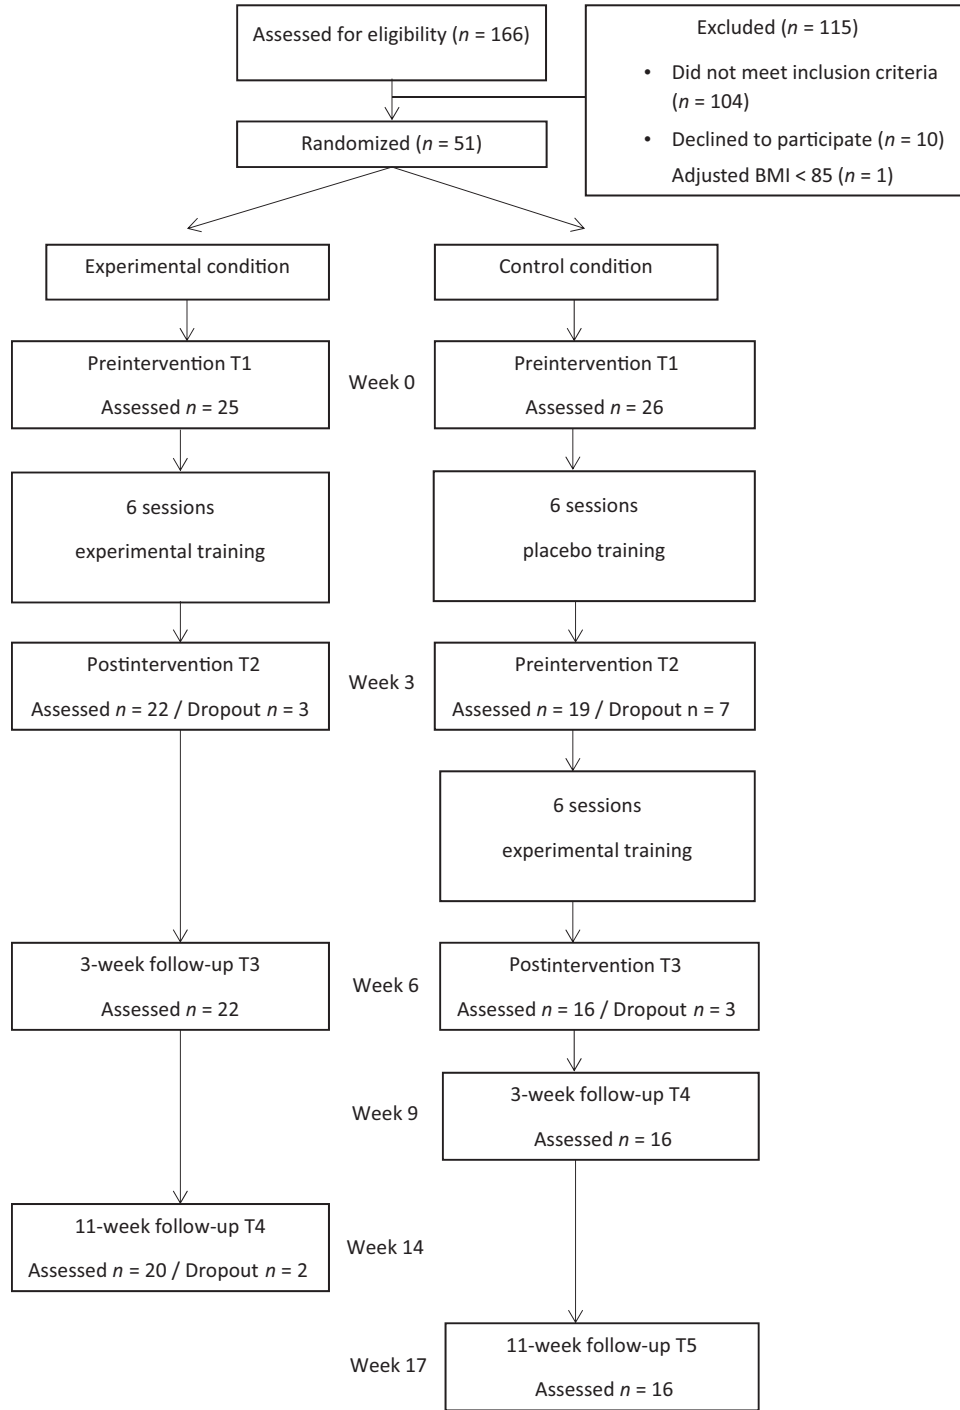 Assessed for eligibility (n = 166)
Excluded (n = 115)
• Did not meet inclusion criteria
(n = 104)
• Declined to participate (n = 10)
Adjusted BMI < 85 (n = 1)
Randomized (n = 51)
Experimental condition
Control condition
Preintervention T1
Assessed n = 25
Week 0
Preintervention T1
Assessed n = 26
6 sessions
experimental training
6 sessions
placebo training
Postintervention T2
Assessed n = 22 / Dropout n = 3
Week 3
Preintervention T2
Assessed n = 19 / Dropout n = 7
6 sessions
experimental training
3-week follow-up T3
Assessed n = 22
Week 6
Postintervention T3
Assessed n = 16 / Dropout n = 3
Week 9
3-week follow-up T4
Assessed n = 16
11-week follow-up T4
Assessed n = 20 / Dropout n = 2
Week 14
Week 17
11-week follow-up T5
Assessed n = 16